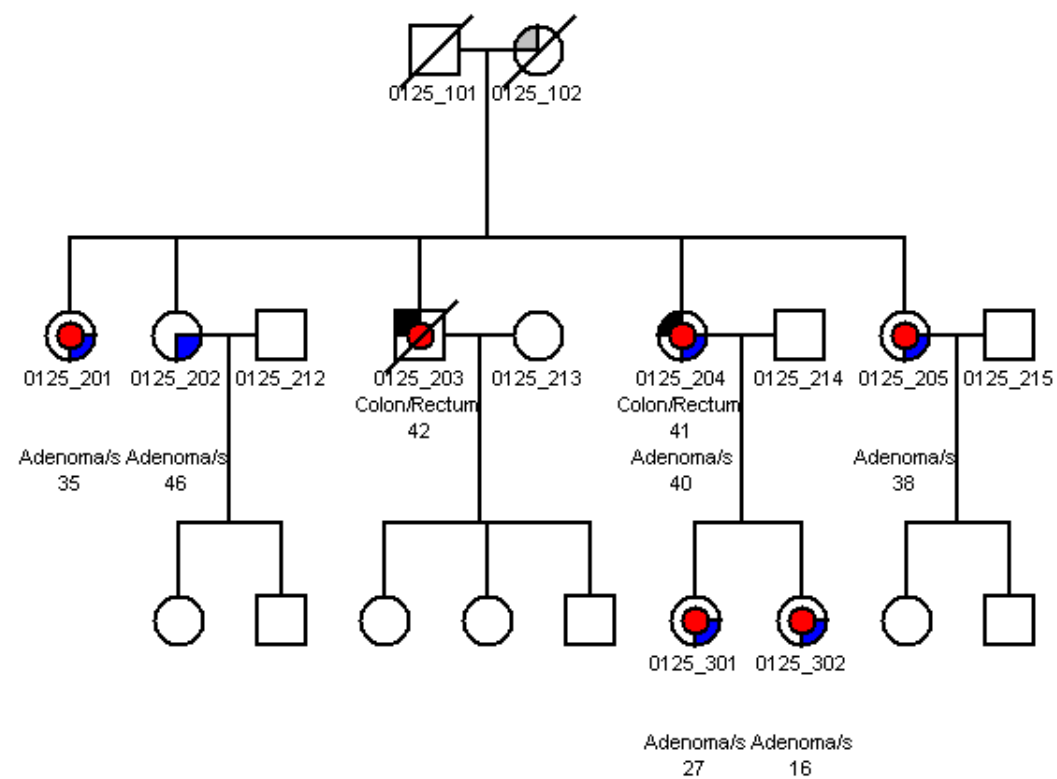 0125_101 0125_102
0125_201 0125_202 0125_212 0125_203 0125_213 0125_204 0125_214 0125_205 0125_215
Colon/Rectum Colon/Rectum
42 41
Adenoma/s Adenoma/s Adenoma/s Adenoma/s
35 46 40 38
0125_301 0125_302
Adenoma/s Adenoma/s
27 16